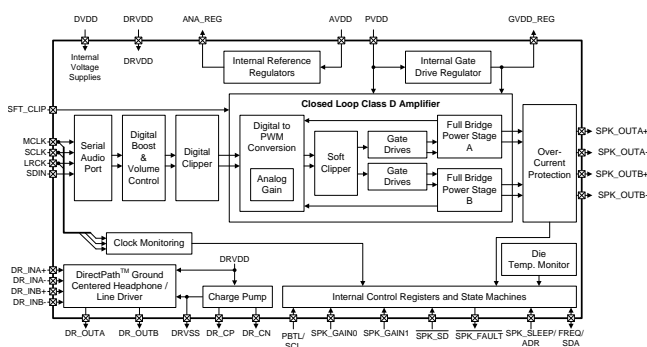 DVDD
DRVDD
ANA_REG
AVDD
PVDD
GVDD_REG
Internal
Voltage
Supplies
DRVDD
Internal Reference
Regulators
Internal Gate
Drive Regulator
SFT_CLIP
MCLK
SCLK
LRCK
SDIN
Serial
Audio
Port
Digital
Boost
&
Volume
Control
Digital
Clipper
Closed Loop Class D Amplifier
Digital to
PWM
Conversion
Analog
Gain
Soft
Clipper
Gate
Drives
Gate
Drives
Full Bridge
Power Stage
A
Full Bridge
Power Stage
B
Over-
Current
Protection
SPK_OUTA+
SPK_OUTA-
SPK_OUTB+
SPK_OUTB-
Clock Monitoring
Die
Temp. Monitor
DR_INA+
DR_INA-
DR_INB+
DR_INB-
DirectPath™ Ground
Centered Headphone /
Line Driver
DRVDD
Charge Pump
Internal Control Registers and State Machines
DR_OUTA
DR_OUTB
DRVSS
DR_CP
DR_CN
PBTL/
SCL
SPK_GAIN0
SPK_GAIN1
SPK_SD
SPK_FAULT
SPK_SLEEP/
ADR
FREQ/
SDA